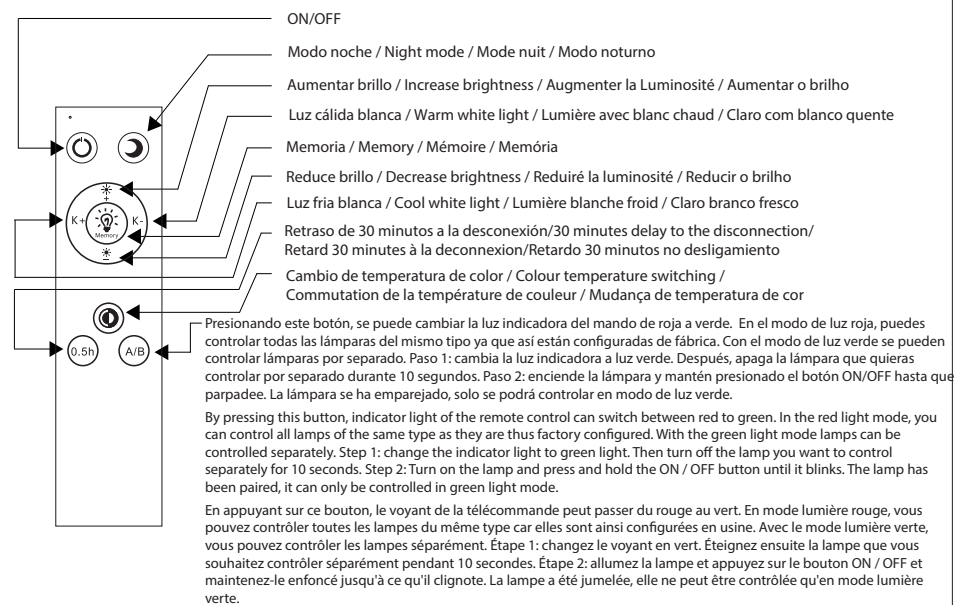 ON/OFF
Modo noche / Night mode / Mode nuit / Modo noturno
Aumentar brillo / Increase brightness / Augmenter la Luminosité / Aumentar o brilho
Luz cálida blanca / Warm white light / Lumière avec blanc chaud / Claro com blanco quente
Memoria / Memory / Mémoire / Memória
Reduce brillo / Decrease brightness / Reduiré la luminosité / Reducir o brilho
Luz fria blanca / Cool white light / Lumière blanche froid / Claro branco fresco
Retraso de 30 minutos a la desconexión/30 minutes delay to the disconnection/
Retard 30 minutes à la deconnexion/Retardo 30 minutos no desligamiento
Cambio de temperatura de color / Colour temperature switching /
Commutation de la température de couleur / Mudança de temperatura de cor
+
K+ K-
Memory
-
0.5h A/B
Presionando este botón, se puede cambiar la luz indicadora del mando de roja a verde. En el modo de luz roja, puedes
controlar todas las lámparas del mismo tipo ya que así están configuradas de fábrica. Con el modo de luz verde se pueden
controlar lámparas por separado. Paso 1: cambia la luz indicadora a luz verde. Después, apaga la lámpara que quieras
controlar por separado durante 10 segundos. Paso 2: enciende la lámpara y mantén presionado el botón ON/OFF hasta que
parpadee. La lámpara se ha emparejado, solo se podrá controlar en modo de luz verde.
By pressing this button, indicator light of the remote control can switch between red to green. In the red light mode, you
can control all lamps of the same type as they are thus factory configured. With the green light mode lamps can be
controlled separately. Step 1: change the indicator light to green light. Then turn off the lamp you want to control
separately for 10 seconds. Step 2: Turn on the lamp and press and hold the ON / OFF button until it blinks. The lamp has
been paired, it can only be controlled in green light mode.
En appuyant sur ce bouton, le voyant de la télécommande peut passer du rouge au vert. En mode lumière rouge, vous
pouvez contrôler toutes les lampes du même type car elles sont ainsi configurées en usine. Avec le mode lumière verte,
vous pouvez contrôler les lampes séparément. Étape 1: changez le voyant en vert. Éteignez ensuite la lampe que vous
souhaitez contrôler séparément pendant 10 secondes. Étape 2: allumez la lampe et appuyez sur le bouton ON / OFF et
maintenez-le enfoncé jusqu'à ce qu'il clignote. La lampe a été jumelée, elle ne peut être contrôlée qu'en mode lumière
verte.